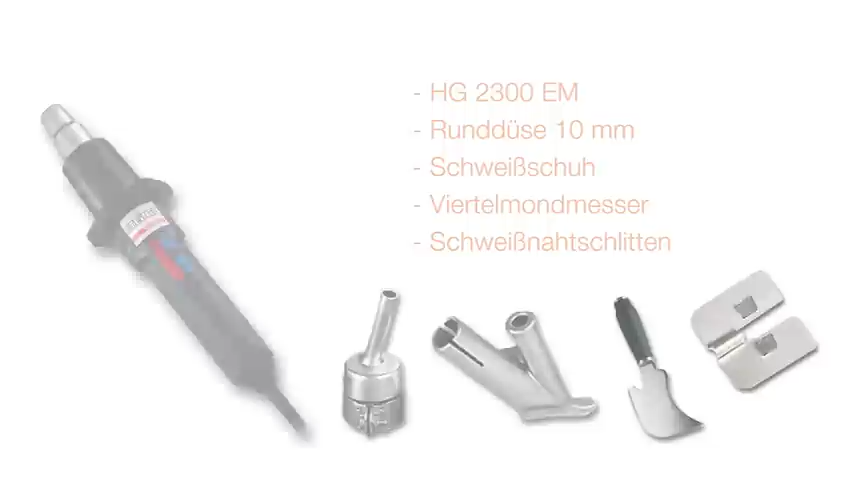 - HG 2300 EM
- Runddüse 10 mm
- Schweißschuh
- Viertelmondmesser
- Schweißnahtschlitten